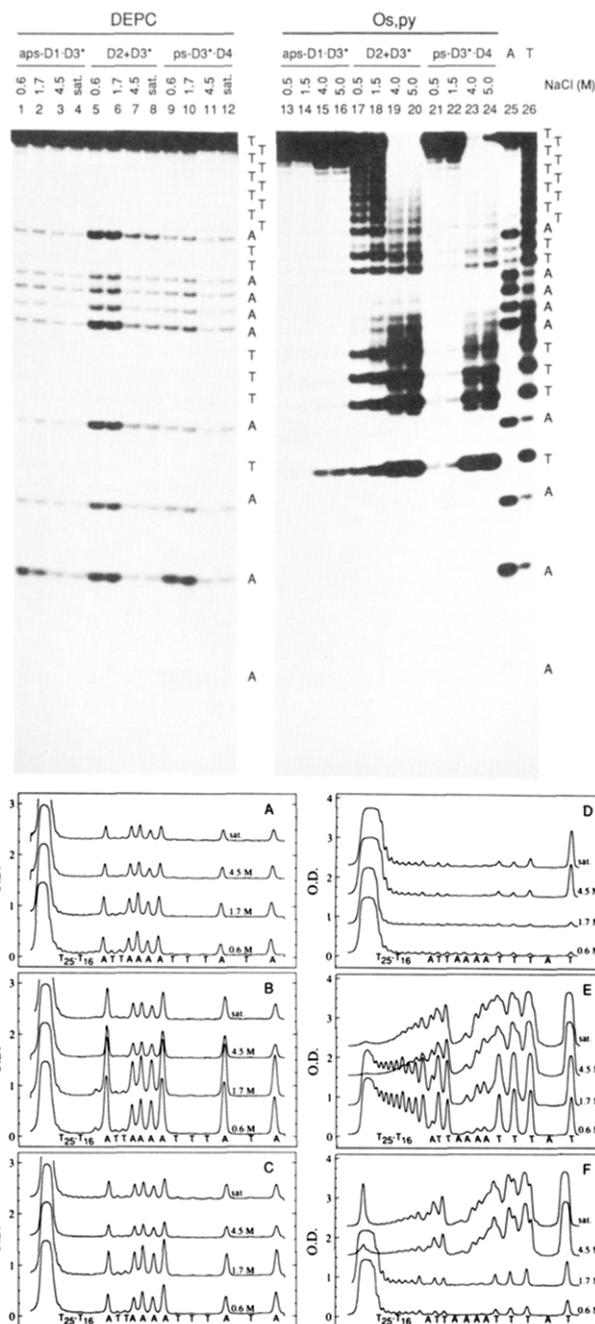 DEPC
Os,py
aps-D1·D3* D2+D3* ps-D3*·D4
aps-D1·D3* D2+D3* ps-D3*·D4 A T
0.6 1.7 4.5 sat. 0.6 1.7 4.5 sat. 0.6 1.7 4.5 sat.
0.5 1.5 4.0 5.0 0.5 1.5 4.0 5.0 0.5 1.5 4.0 5.0 NaCl (M)
1 2 3 4 5 6 7 8 9 10 11 12
13 14 15 16 17 18 19 20 21 22 23 24 25 26
T T
T T
T T
T T
T T
A
T
T
A
A
A
A
T
T
T
A
T
A
A
A
T T
T T
T T
T T
T T
A
T
T
A
A
A
A
T
T
T
A
T
A
A
A
A
3
2
1
0
sat.
4.5 M
1.7 M
0.6 M
T25-T16 A T T A A A A T T T A T A
D
O.D.
4
3
2
1
0
sat.
4.5 M
1.7 M
0.6 M
T25-T16 A T T A A A A T T T A T
B
3
2
1
0
sat.
4.5 M
1.7 M
0.6 M
T25-T16 A T T A A A A T T T A T A
E
O.D.
4
3
2
1
0
sat.
4.5 M
1.7 M
0.6 M
T25-T16 A T T A A A A T T T A T
C
3
2
1
0
sat.
4.5 M
1.7 M
0.6 M
T25-T16 A T T A A A A T T T A T A
F
O.D.
4
3
2
1
0
sat.
4.5 M
1.7 M
0.6 M
T25-T16 A T T A A A A T T T A T